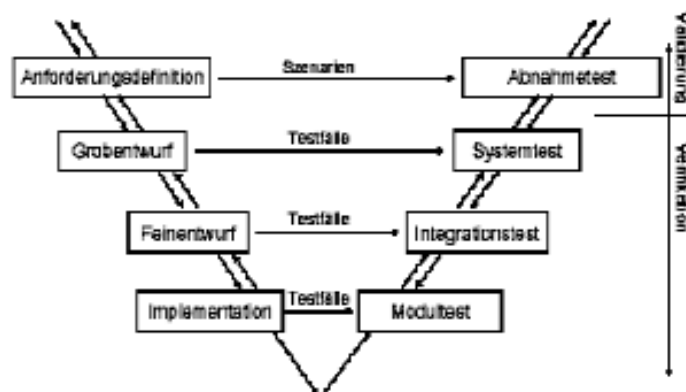 Anforderungsdefinition
Szenarien
Abnahmetest
Validierung
Grobentwurf
Testfälle
Systemtest
Verifikation
Feinentwurf
Testfälle
Integrationstest
Implementation
Testfälle
Modultest